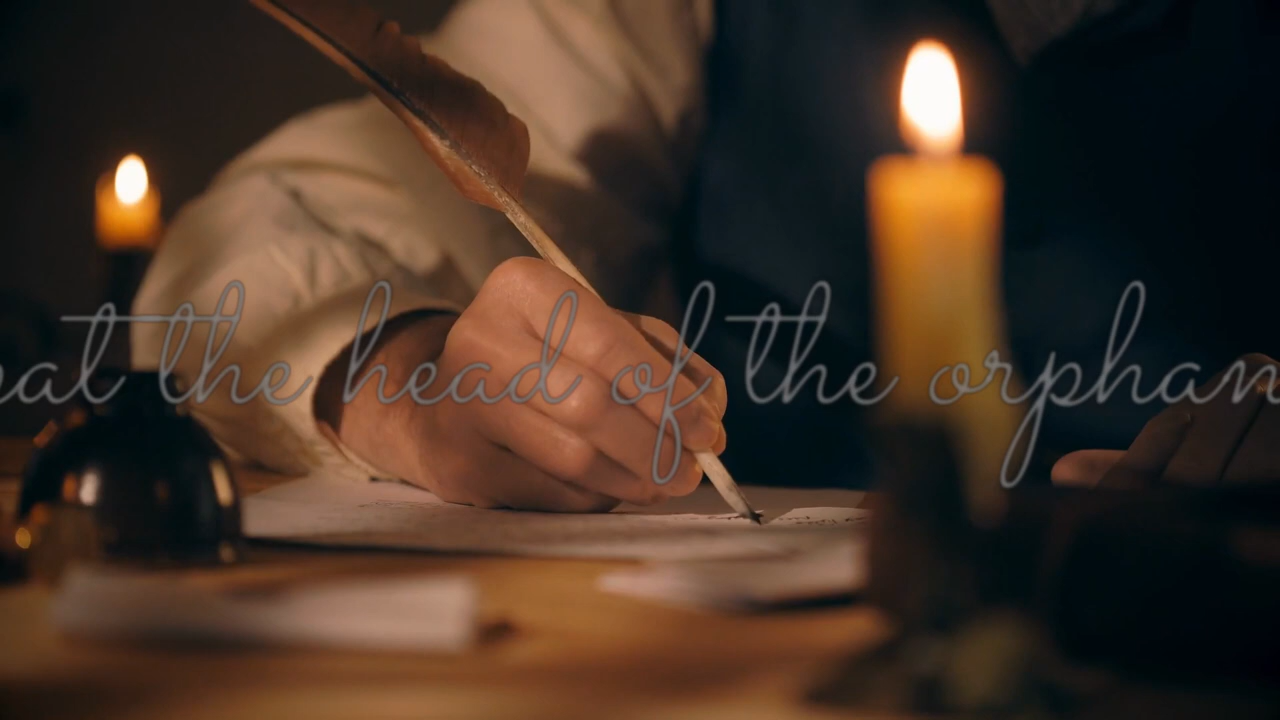 at the head of the orphan